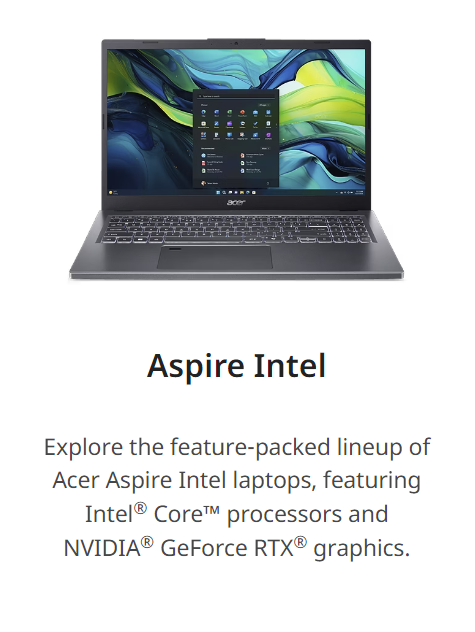 acer
Aspire Intel
Explore the feature-packed lineup of
Acer Aspire Intel laptops, featuring
Intel® Core™ processors and
NVIDIA® GeForce RTX® graphics.